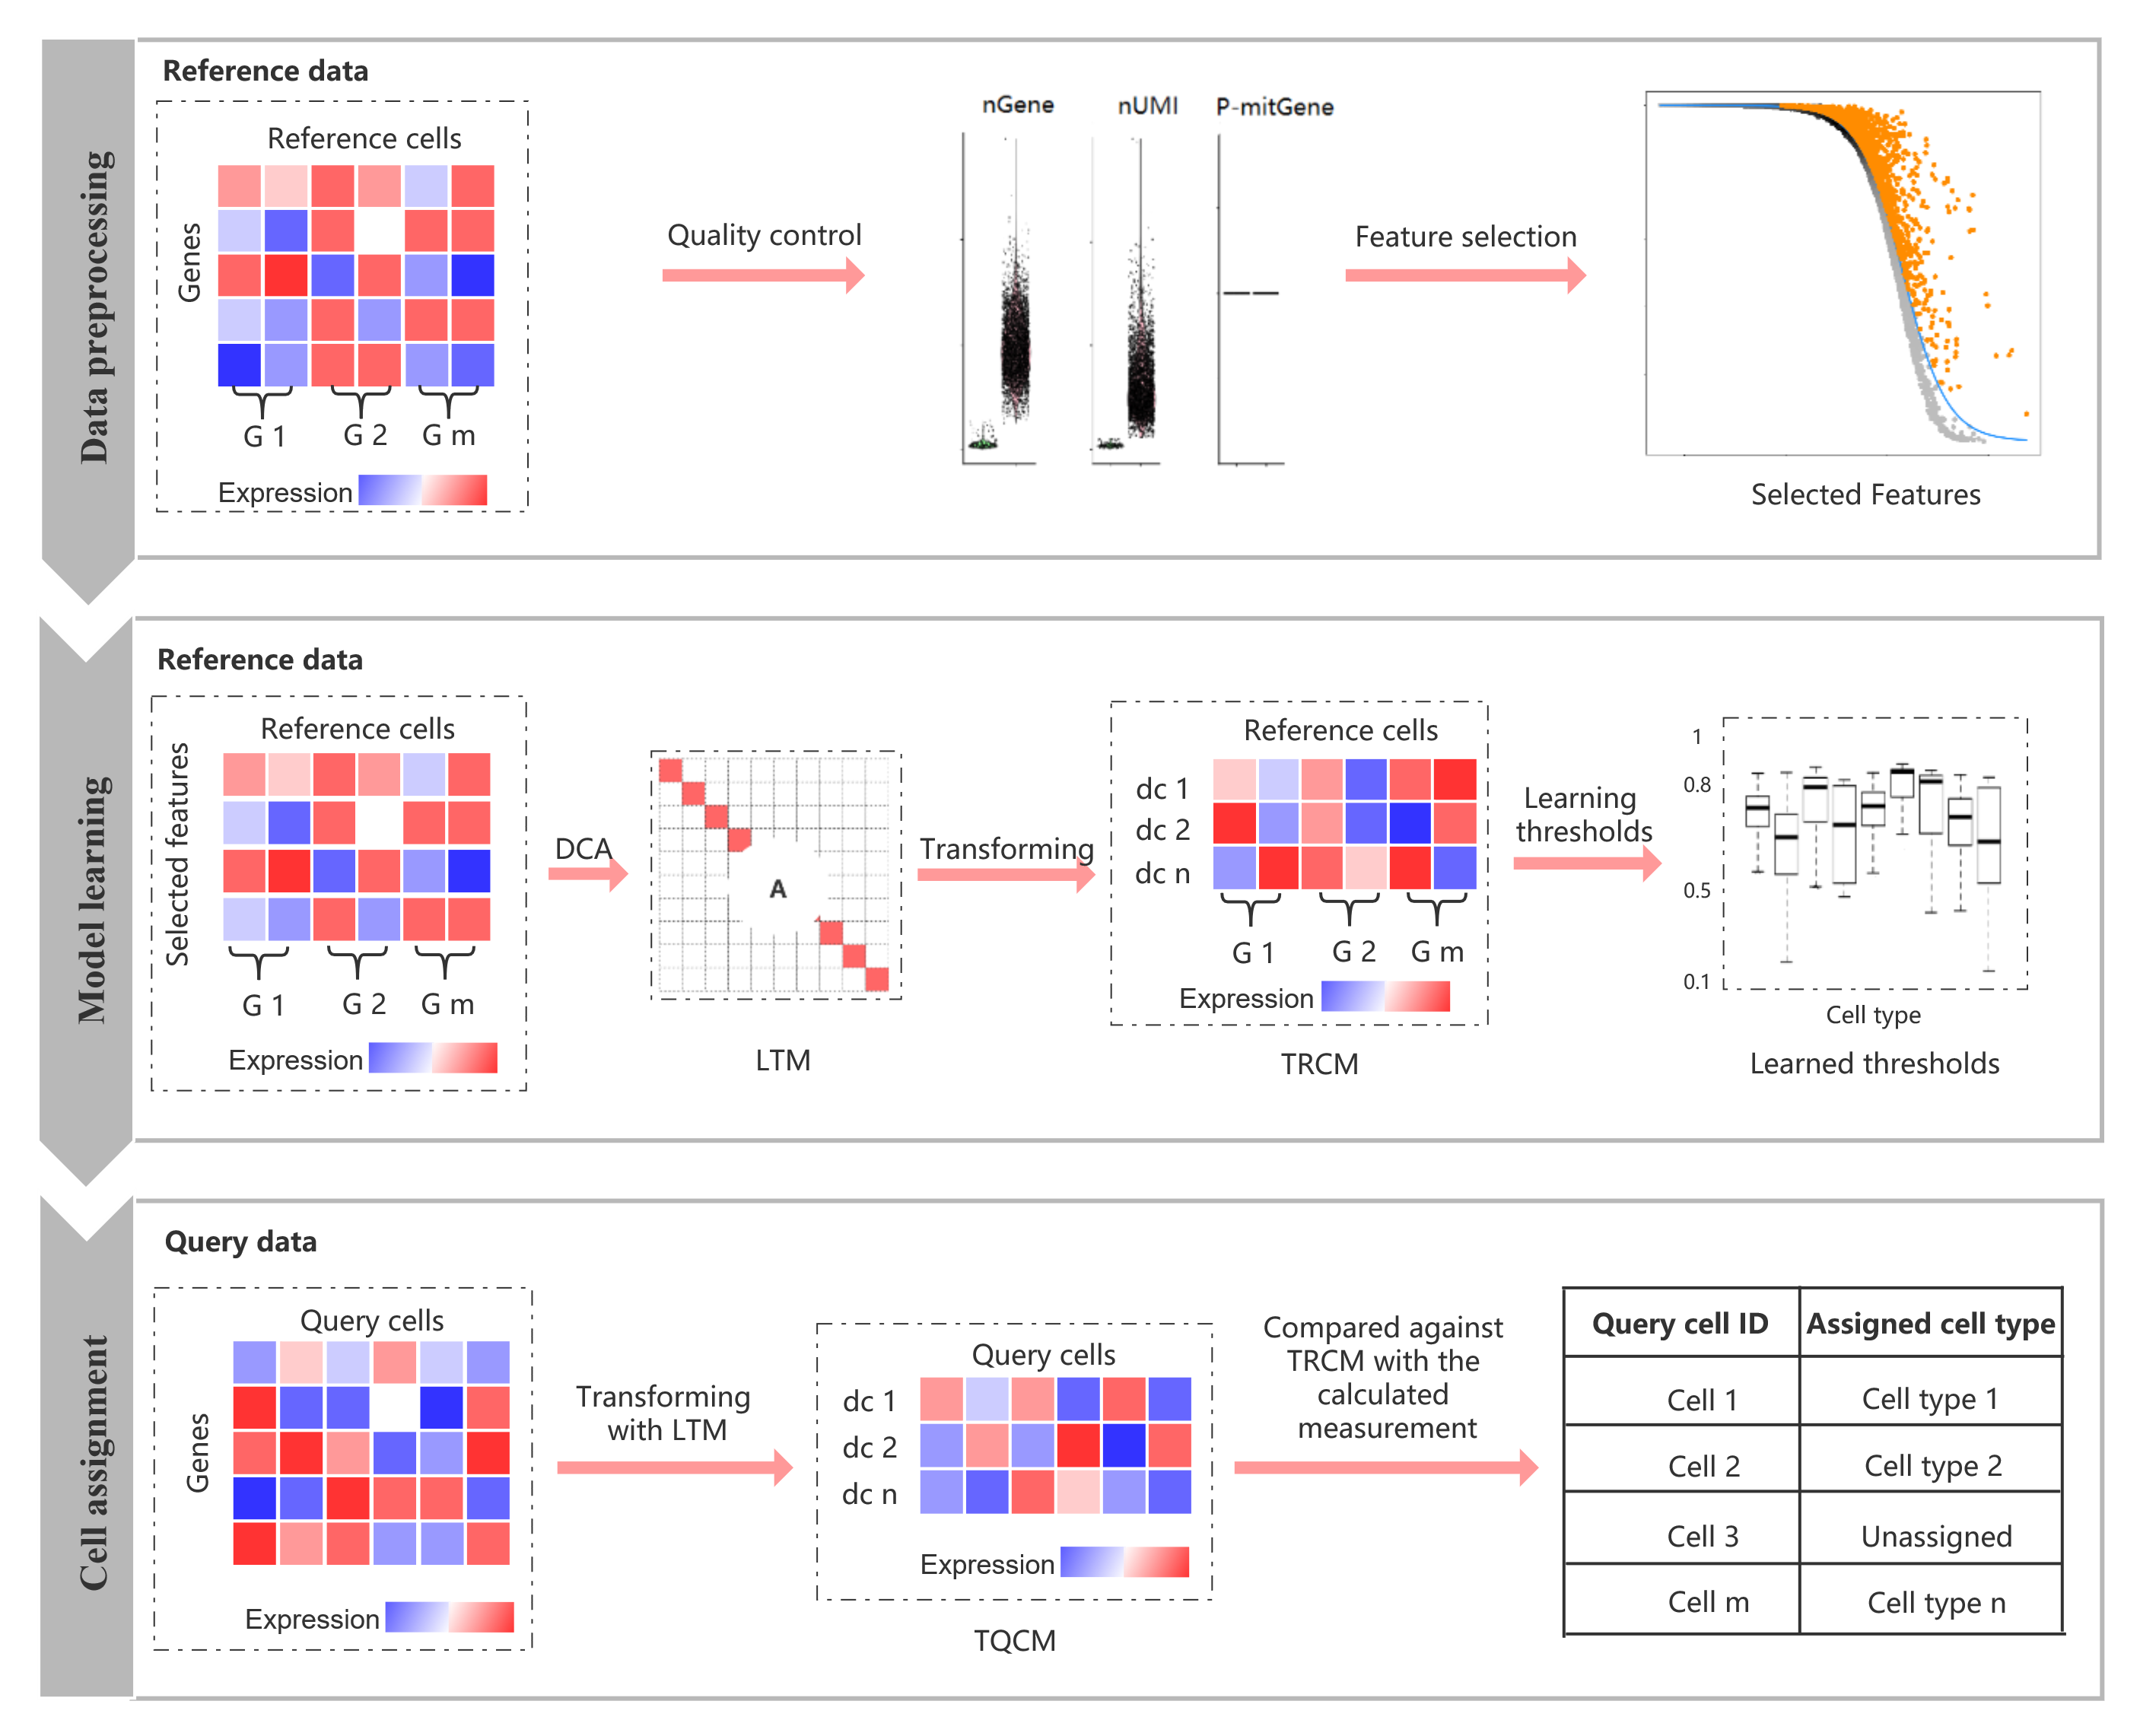 Data preprocessing
Reference data
Reference cells
Genes
G 1
G 2
G m
Expression
Quality control
nGene
nUMI
P-mitGene
Feature selection
Selected Features
Model learning
Reference data
Reference cells
Selected features
G 1
G 2
G m
Expression
DCA
A
LTM
Transforming
Reference cells
dc 1
dc 2
dc n
G 1
G 2
G m
Expression
TRCM
Learning
thresholds
1
0.8
0.5
0.1
Cell type
Learned thresholds
Cell assignment
Query data
Query cells
Genes
Expression
Transforming
with LTM
Query cells
dc 1
dc 2
dc n
Expression
TQCM
Compared against
TRCM with the
calculated
measurement
Query cell ID
Assigned cell type
Cell 1
Cell type 1
Cell 2
Cell type 2
Cell 3
Unassigned
Cell m
Cell type n